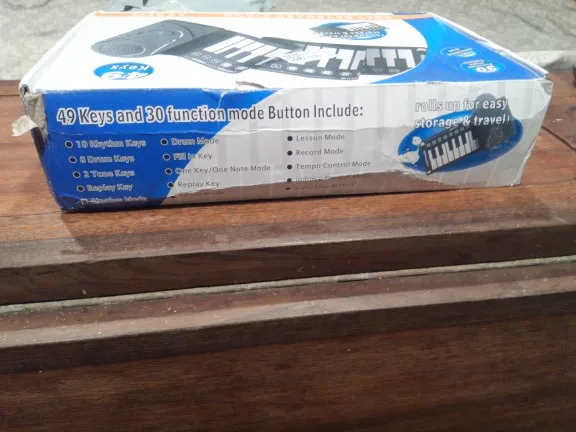 49 Keys
49 Keys and 30 function mode Button Include:
10 Rhythm Keys
8 Drum Keys
2 Tone Keys
Replay Key
Drum Mode
Fill In Key
One Key/One Note Mode
Replay Key
Lesson Mode
Record Mode
Tempo Control Mode
rolls up for easy
storage & travel!